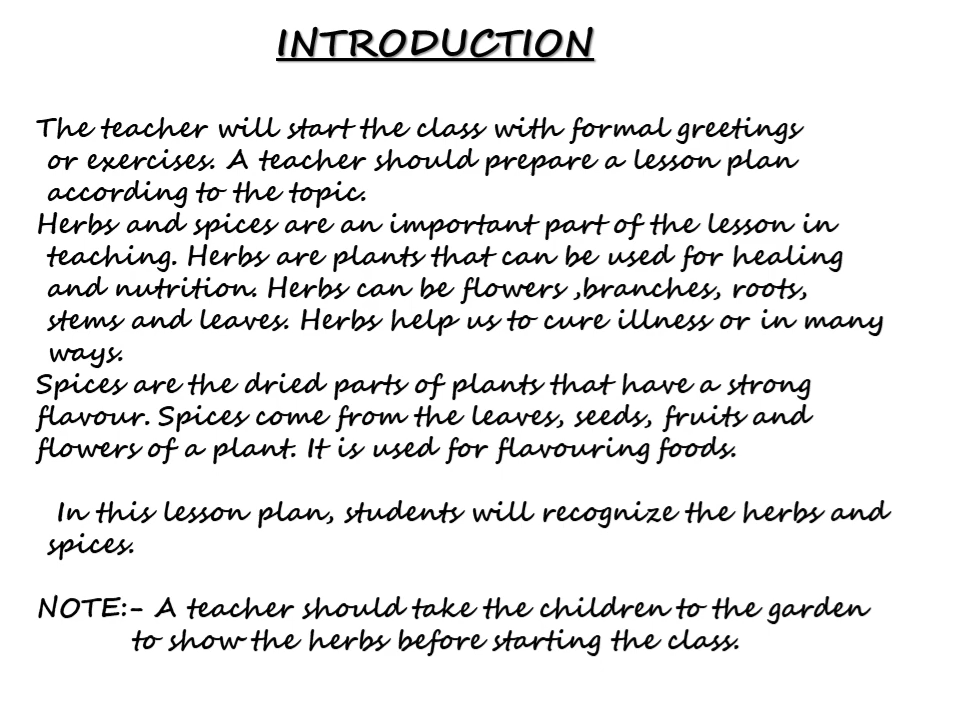 INTRODUCTION
The teacher will start the class with formal greetings
or exercises. A teacher should prepare a lesson plan
according to the topic.
Herbs and spices are an important part of the lesson in
teaching. Herbs are plants that can be used for healing
and nutrition. Herbs can be flowers ,branches, roots,
stems and leaves. Herbs help us to cure illness or in many
ways.
Spices are the dried parts of plants that have a strong
flavour. Spices come from the leaves, seeds, fruits and
flowers of a plant. It is used for flavouring foods.
In this lesson plan, students will recognize the herbs and
spices.
NOTE:- A teacher should take the children to the garden
to show the herbs before starting the class.